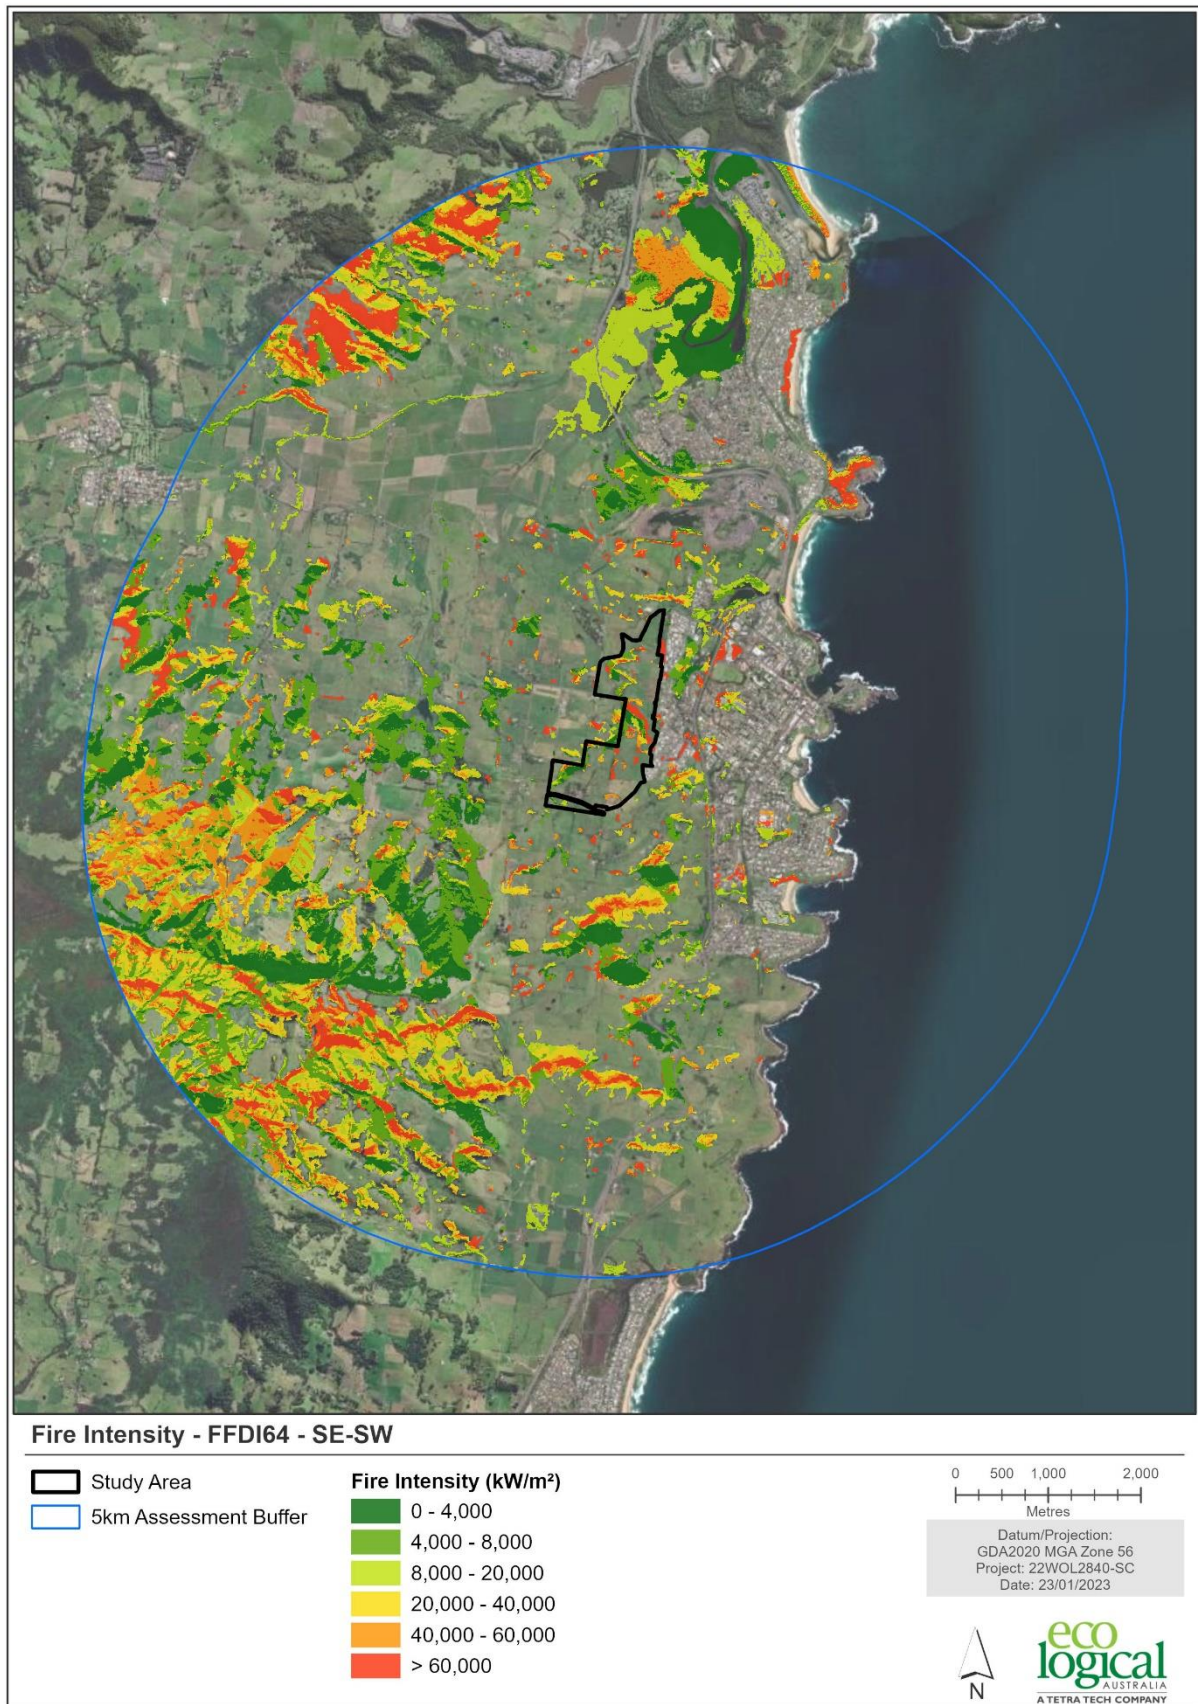 Fire Intensity - FFDI64 - SE-SW
Study Area
5km Assessment Buffer
Fire Intensity (kW/m²)
0 - 4,000
4,000 - 8,000
8,000 - 20,000
20,000 - 40,000
40,000 - 60,000
> 60,000
0 500 1,000 2,000
Metres
Datum/Projection:
GDA2020 MGA Zone 56
Project: 22WOL2840-SC
Date: 23/01/2023
N
eco
logical
AUSTRALIA
A TETRA TECH COMPANY